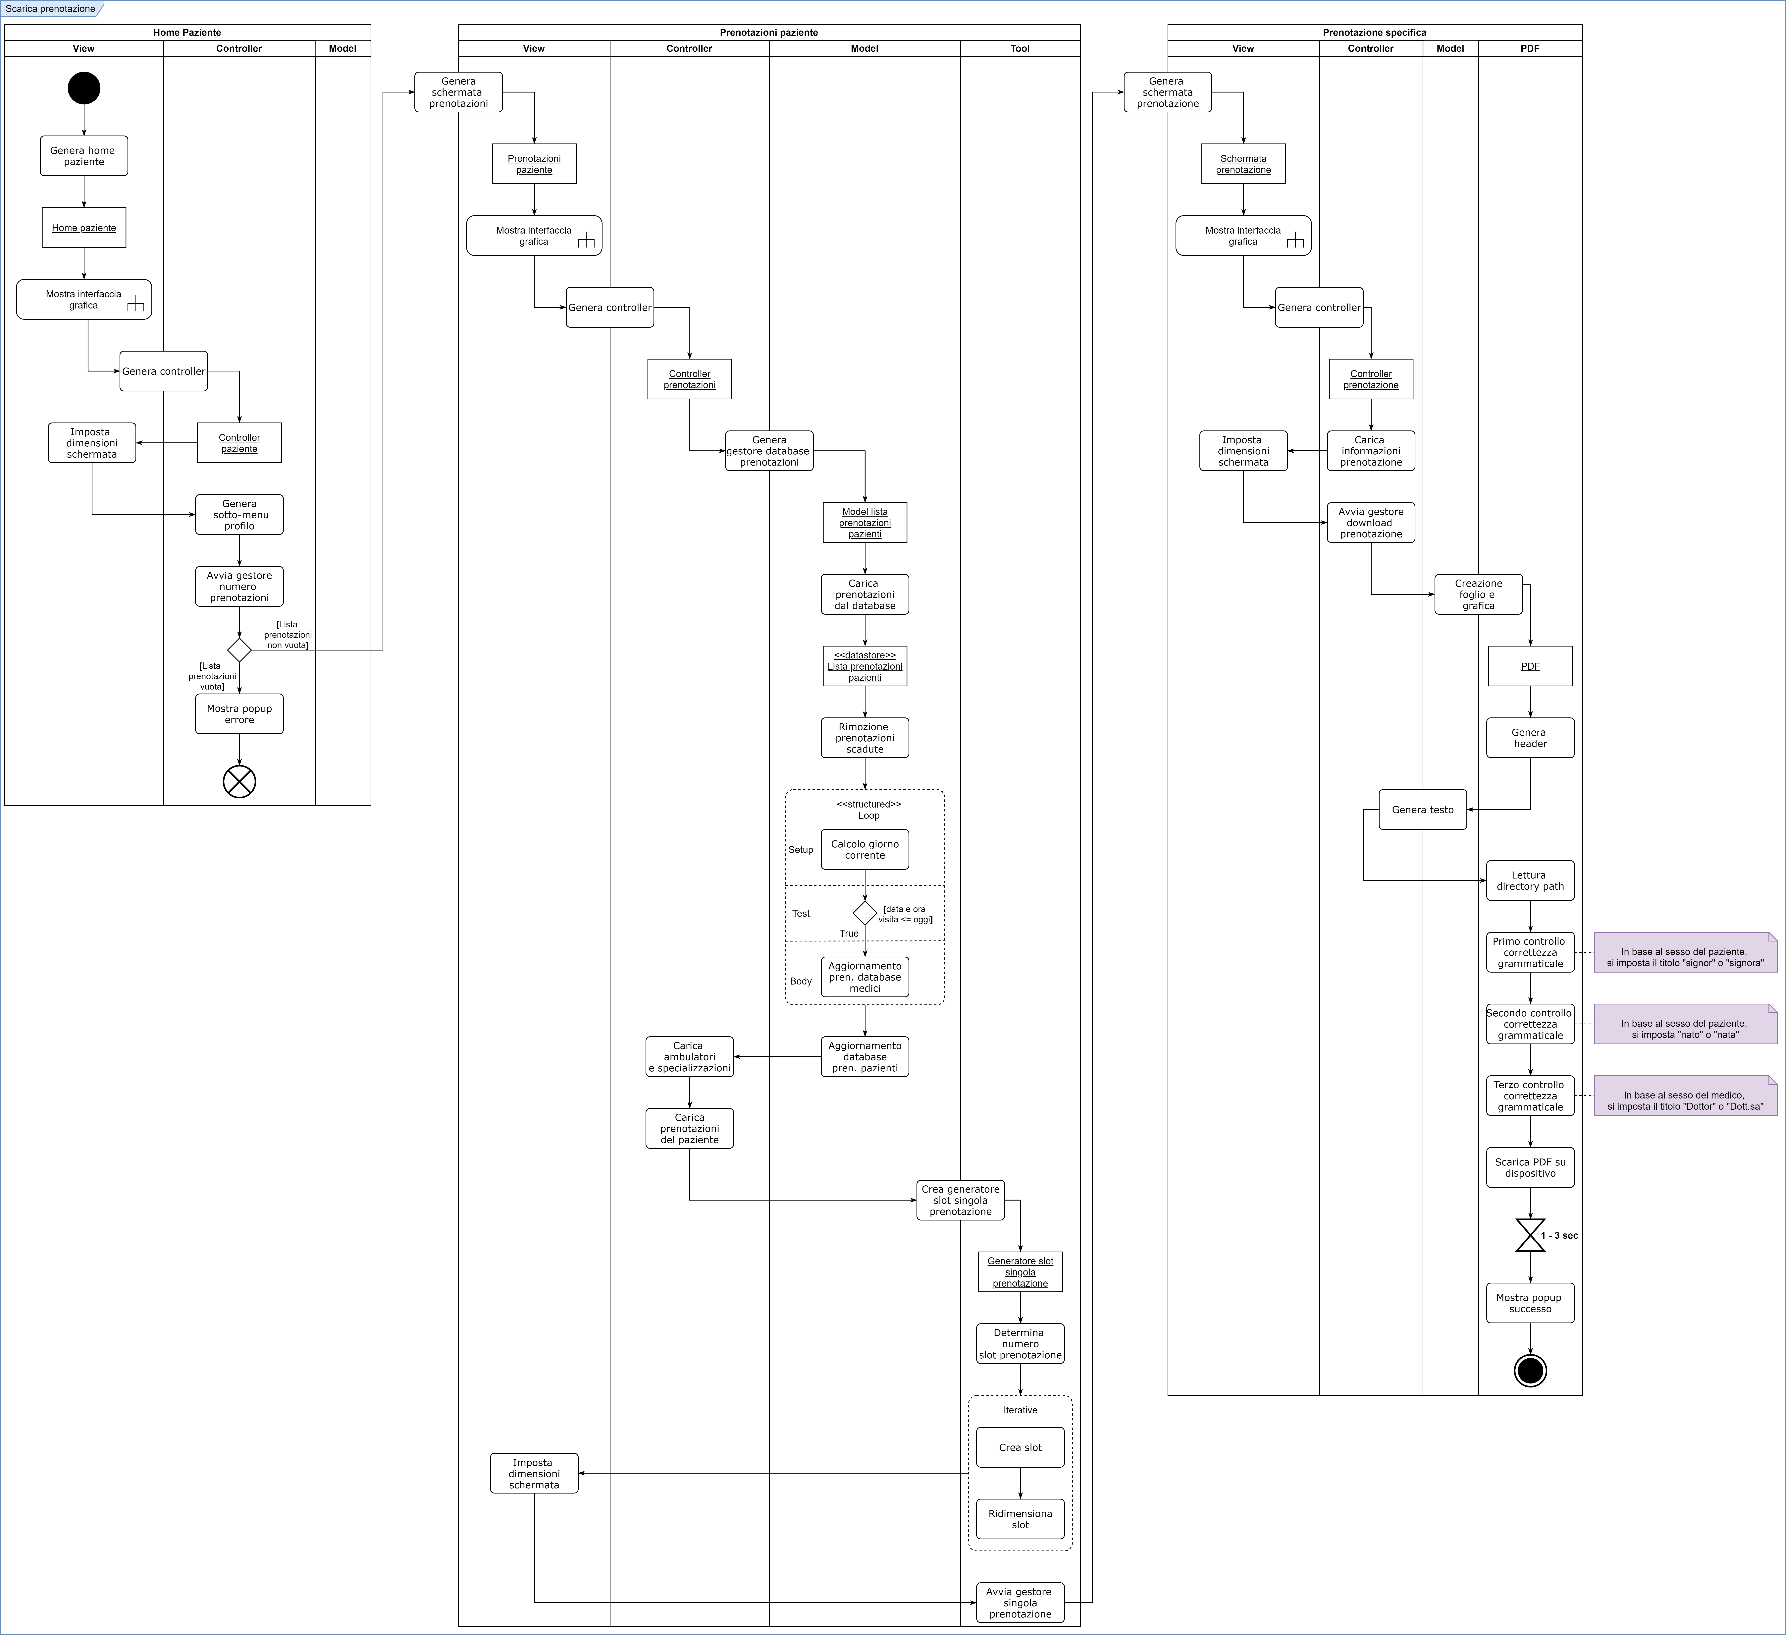 Scarica prenotazione
Home Paziente
View
Controller
Model
Genera home
paziente
Home paziente
Mostra interfaccia
grafica
Genera controller
Controller
paziente
Imposta
dimensioni
schermata
Genera
sotto-menu
profilo
Avvia gestore
numero
prenotazioni
[Lista
prenotazioni
non vuota]
[Lista
prenotazioni
vuota]
Mostra popup
errore
Prenotazioni paziente
View
Controller
Model
Tool
Genera
schermata
prenotazioni
Prenotazioni
paziente
Mostra interfaccia
grafica
Genera controller
Controller
prenotazioni
Genera
gestore database
prenotazioni
Model lista
prenotazioni
pazienti
Carica
prenotazioni
dal database
<<datastore>>
Lista prenotazioni
pazienti
Rimozione
prenotazioni
scadute
<<structured>>
Loop
Setup
Calcolo giorno
corrente
Test
[data e ora
visita <= oggi]
True
Body
Aggiornamento
pren. database
medici
Aggiornamento
database
pren. pazienti
Carica
ambulatori
e specializzazioni
Carica
prenotazioni
del paziente
Crea generatore
slot singola
prenotazione
Generatore slot
singola
prenotazione
Determina
numero
slot prenotazione
Iterative
Crea slot
Ridimensiona
slot
Imposta
dimensioni
schermata
Avvia gestore
singola
prenotazione
Prenotazione specifica
View
Controller
Model
PDF
Genera
schermata
prenotazione
Schermata
prenotazione
Mostra interfaccia
grafica
Genera controller
Controller
prenotazione
Carica
informazioni
prenotazione
Imposta
dimensioni
schermata
Avvia gestore
download
prenotazione
Creazione
foglio e
grafica
PDF
Genera
header
Genera testo
Lettura
directory path
Primo controllo
correttezza
grammaticale
In base al sesso del paziente,
si imposta il titolo "signor" o "signora"
Secondo controllo
correttezza
grammaticale
In base al sesso del paziente,
si imposta "nato" o "nata"
Terzo controllo
correttezza
grammaticale
In base al sesso del medico,
si imposta il titolo "Dottor" o "Dott.sa"
Scarica PDF su
dispositivo
1 - 3 sec
Mostra popup
successo